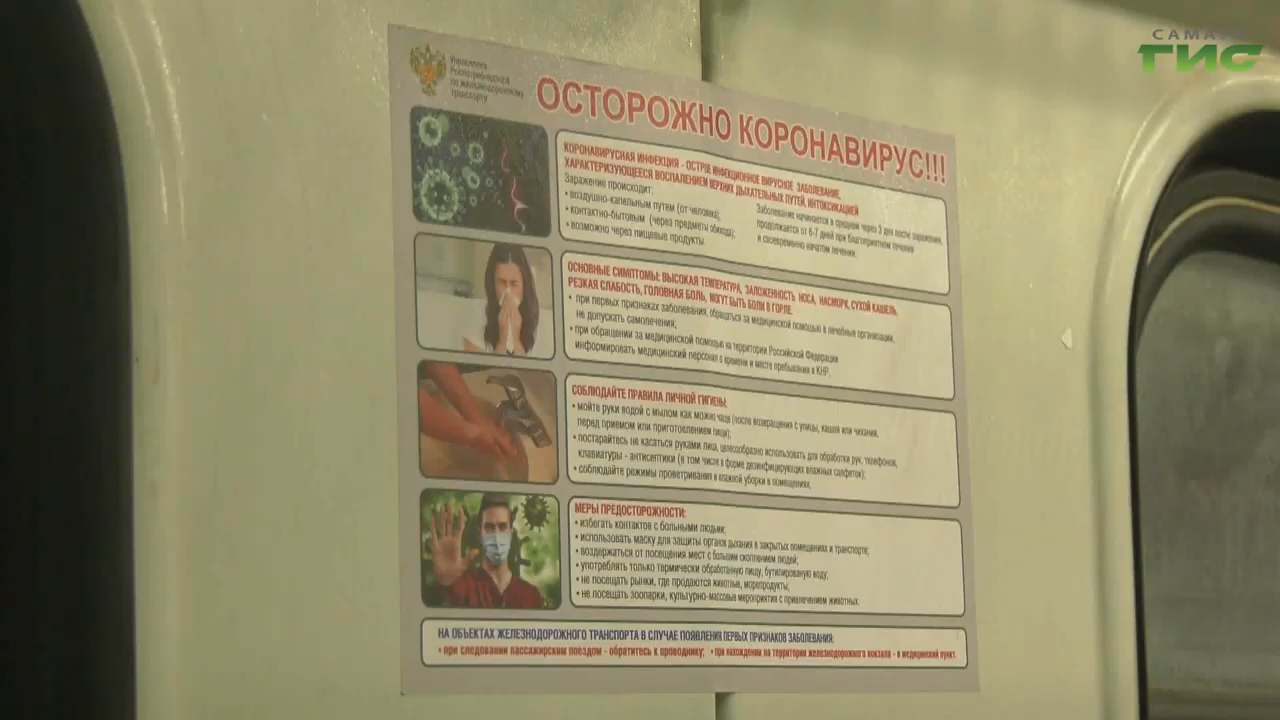 САМАРА
ГИС
Управление
Роспотребнадзора
по железнодорожному
транспорту
ОСТОРОЖНО КОРОНАВИРУС!!!
КОРОНАВИРУСНАЯ ИНФЕКЦИЯ - ОСТРОЕ ИНФЕКЦИОННОЕ ВИРУСНОЕ ЗАБОЛЕВАНИЕ,
ХАРАКТЕРИЗУЮЩЕЕСЯ ВОСПАЛЕНИЕМ ВЕРХНИХ ДЫХАТЕЛЬНЫХ ПУТЕЙ, ИНТОКСИКАЦИЕЙ
Заражение происходит:
• воздушно-капельным путем (от человека);
• контактно-бытовым (через предметы обихода);
• возможно через пищевые продукты.
Заболевание начинается в среднем через 3 дня после заражения,
продолжается от 6-7 дней при благоприятном течении
и своевременно начатом лечении.
ОСНОВНЫЕ СИМПТОМЫ: ВЫСОКАЯ ТЕМПЕРАТУРА, ЗАЛОЖЕННОСТЬ НОСА, НАСМОРК, СУХОЙ КАШЕЛЬ,
РЕЗКАЯ СЛАБОСТЬ, ГОЛОВНАЯ БОЛЬ, МОГУТ БЫТЬ БОЛИ В ГОРЛЕ.
• при первых признаках заболевания, обращаться за медицинской помощью в лечебные организации,
не допускать самолечения;
• при обращении за медицинской помощью на территории Российской Федерации
информировать медицинский персонал о времени и месте пребывания в КНР.
СОБЛЮДАЙТЕ ПРАВИЛА ЛИЧНОЙ ГИГИЕНЫ:
• мойте руки водой с мылом как можно чаще (после возвращения с улицы, кашля или чихания,
перед приемом или приготовлением пищи);
• постарайтесь не касаться руками лица, целесообразно использовать для обработки рук, телефонов,
клавиатуры - антисептики (в том числе в форме дезинфицирующих влажных салфеток);
• соблюдайте режимы проветривания и влажной уборки в помещениях.
МЕРЫ ПРЕДОСТОРОЖНОСТИ:
• избегать контактов с больными людьми;
• использовать маску для защиты органов дыхания в закрытых помещениях и транспорте;
• воздержаться от посещения мест с большим скоплением людей;
• употреблять только термически обработанную пищу, бутилированную воду;
• не посещать рынки, где продаются животные, морепродукты;
• не посещать зоопарки, культурно-массовые мероприятия с привлечением животных.
НА ОБЪЕКТАХ ЖЕЛЕЗНОДОРОЖНОГО ТРАНСПОРТА В СЛУЧАЕ ПОЯВЛЕНИЯ ПЕРВЫХ ПРИЗНАКОВ ЗАБОЛЕВАНИЯ:
• при следовании пассажирским поездом - обратитесь к проводнику; • при нахождении на территории железнодорожного вокзала - в медицинский пункт.